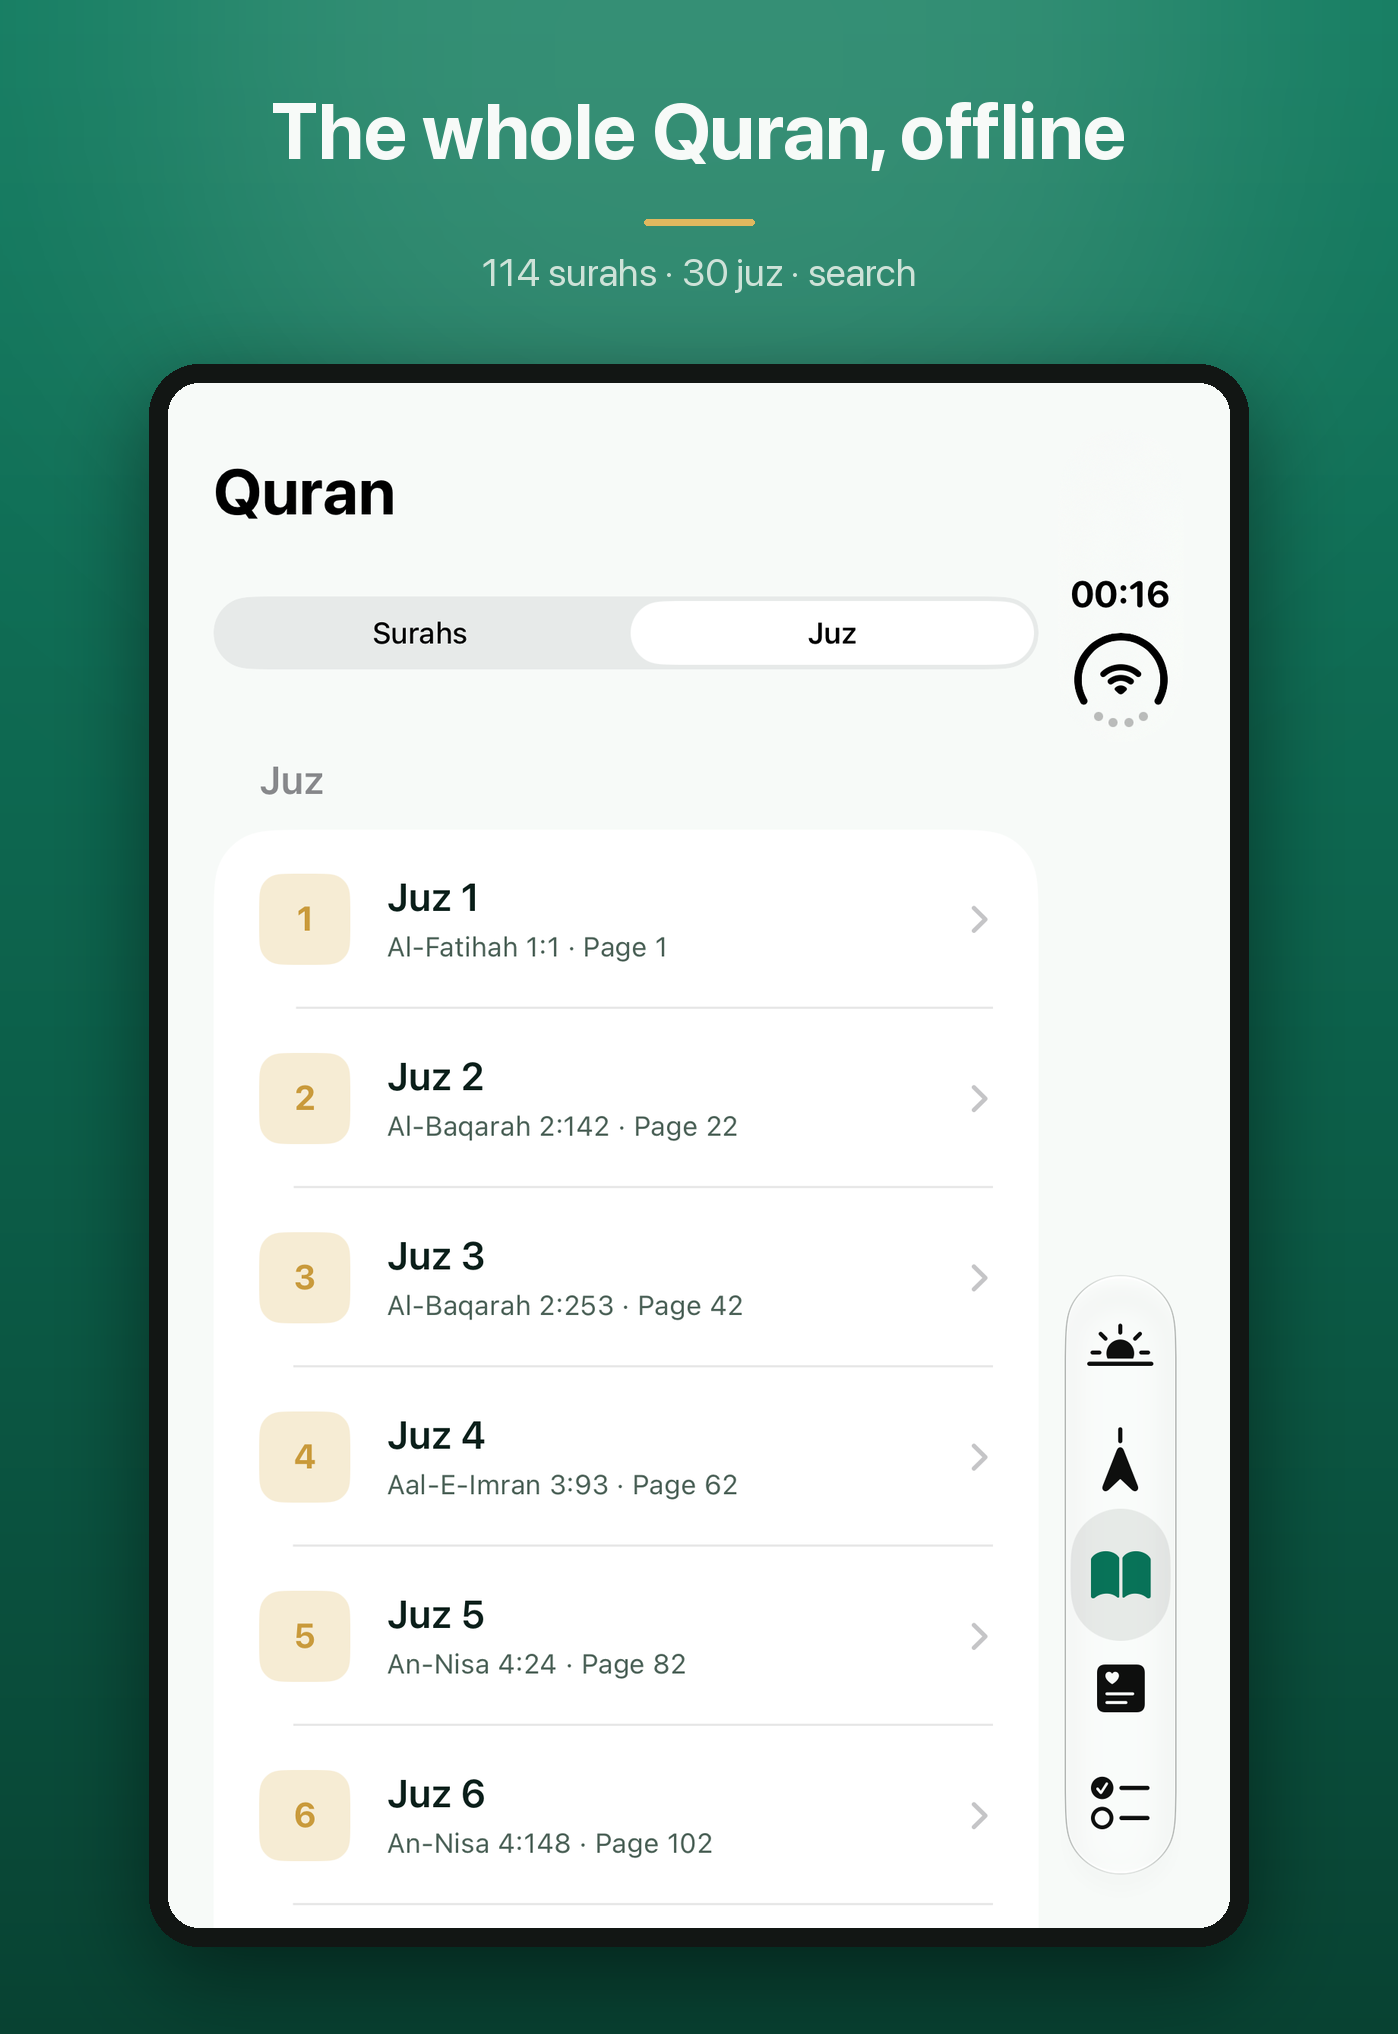 The whole Quran, offline
114 surahs · 30 juz · search
Quran
00:16
Surahs
Juz
Juz
1
Juz 1
Al-Fatihah 1:1 · Page 1
2
Juz 2
Al-Baqarah 2:142 · Page 22
3
Juz 3
Al-Baqarah 2:253 · Page 42
4
Juz 4
Aal-E-Imran 3:93 · Page 62
5
Juz 5
An-Nisa 4:24 · Page 82
6
Juz 6
An-Nisa 4:148 · Page 102